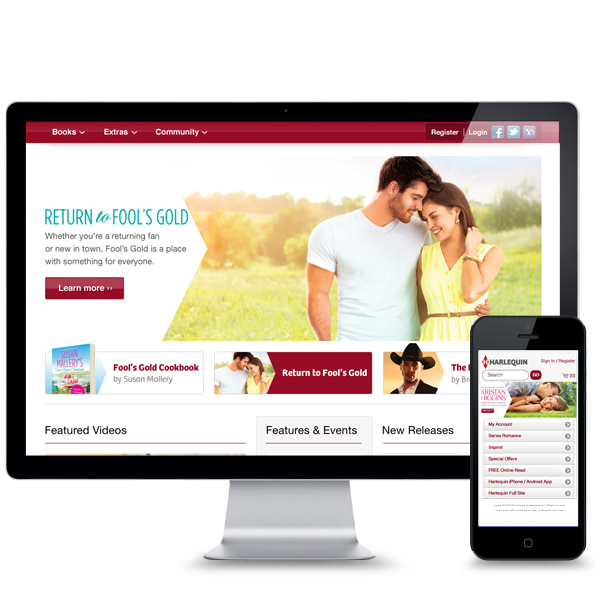 Books Extras Community Register | Login
RETURN to FOOL'S GOLD
Whether you're a returning fan
or new in town, Fool's Gold is a place
with something for everyone.
Learn more ››
SUSAN
MALLERY'S
Fool's Gold Cookbook
by Susan Mallery
Return to Fool's Gold
The
by Br
Featured Videos
Features & Events
New Releases
HARLEQUIN
Sign In / Register
Search
GO
(0)
KRISTAN
HIGGINS
My Account
Series Romance
Imprint
Special Offers
FREE Online Read
Harlequin iPhone / Android App
Harlequin Full Site